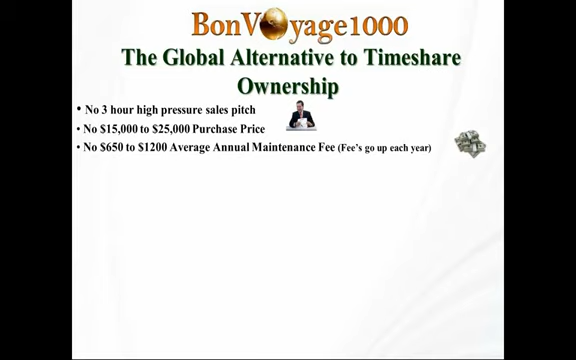 BonVoyage1000
The Global Alternative to Timeshare
Ownership
• No 3 hour high pressure sales pitch
• No $15,000 to $25,000 Purchase Price
• No $650 to $1200 Average Annual Maintenance Fee (Fee's go up each year)